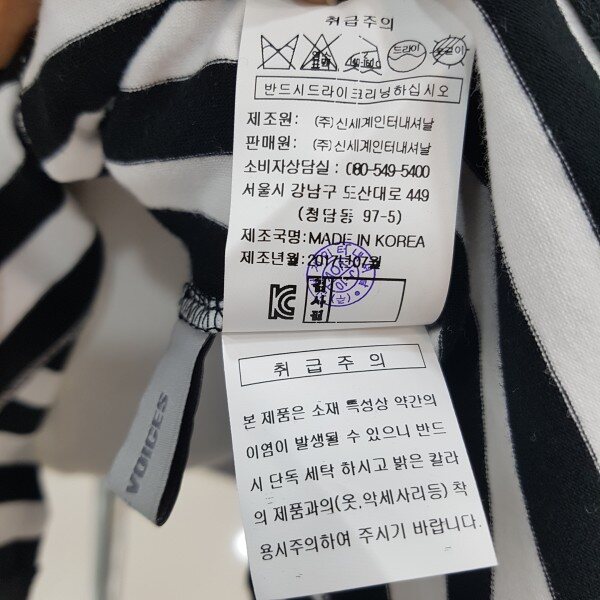 취급주의
드라이
반드시드라이크리닝하십시오
제조원: (주)신세계인터내셔날
판매원: (주)신세계인터내셔날
소비자상담실: 080-549-5400
서울시 강남구 도산대로 449
(청담동 97-5)
제조국명: MADE IN KOREA
제조년월: 2017년07월
검사필
취급주의
본 제품은 소재 특성상 약간의
이염이 발생될 수 있으니 반드
시 단독 세탁 하시고 밝은 칼라
의 제품과의(옷,악세사리등) 착
용시주의하여 주시기 바랍니다.
VOICES